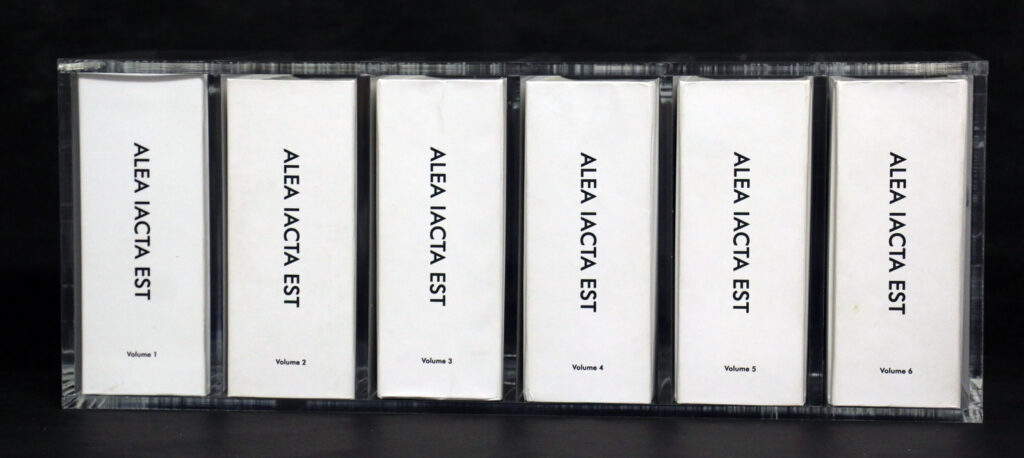 ALEA IACTA EST
Volume 1
ALEA IACTA EST
Volume 2
ALEA IACTA EST
Volume 3
ALEA IACTA EST
Volume 4
ALEA IACTA EST
Volume 5
ALEA IACTA EST
Volume 6